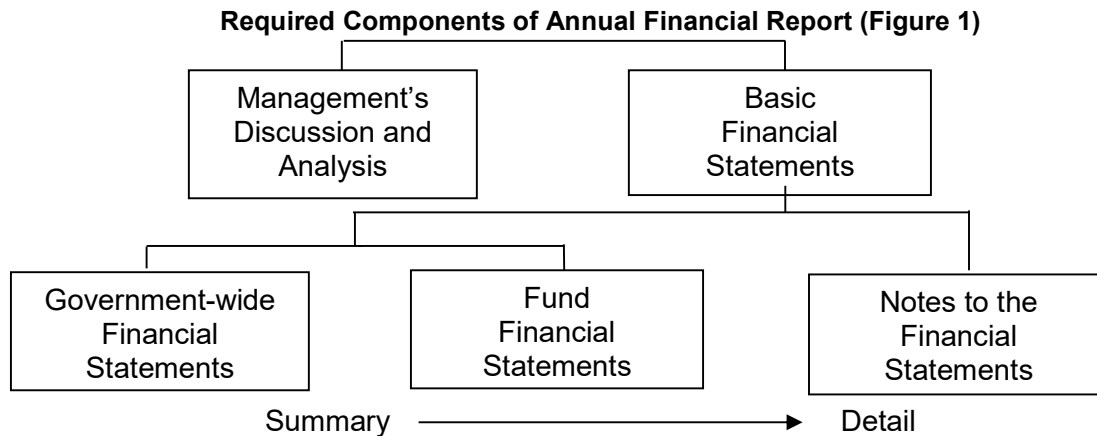 Required Components of Annual Financial Report (Figure 1)
Management’s
Discussion and
Analysis
Basic
Financial
Statements
Government-wide
Financial
Statements
Fund
Financial
Statements
Notes to the
Financial
Statements
Summary
Detail